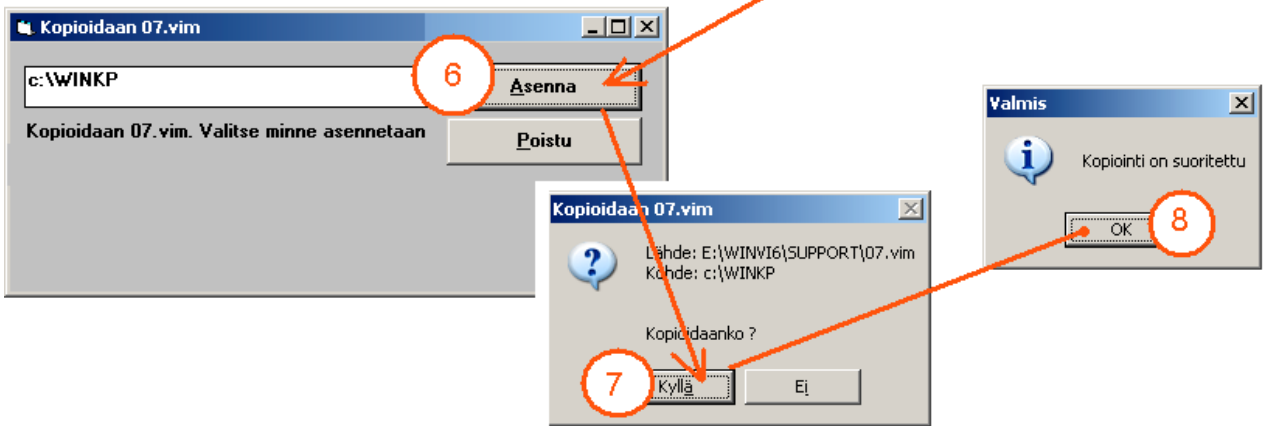 Kopioidaan 07.vim
c:\WINKP
6
Asenna
Kopioidaan 07.vim. Valitse minne asennetaan
Poistu
Kopioidaan 07.vim
Lähde: E:\WINVI6\SUPPORT\07.vim
Kohde: c:\WINKP
Kopioidaanko ?
7
Kyllä
Ei
Valmis
Kopiointi on suoritettu
OK
8